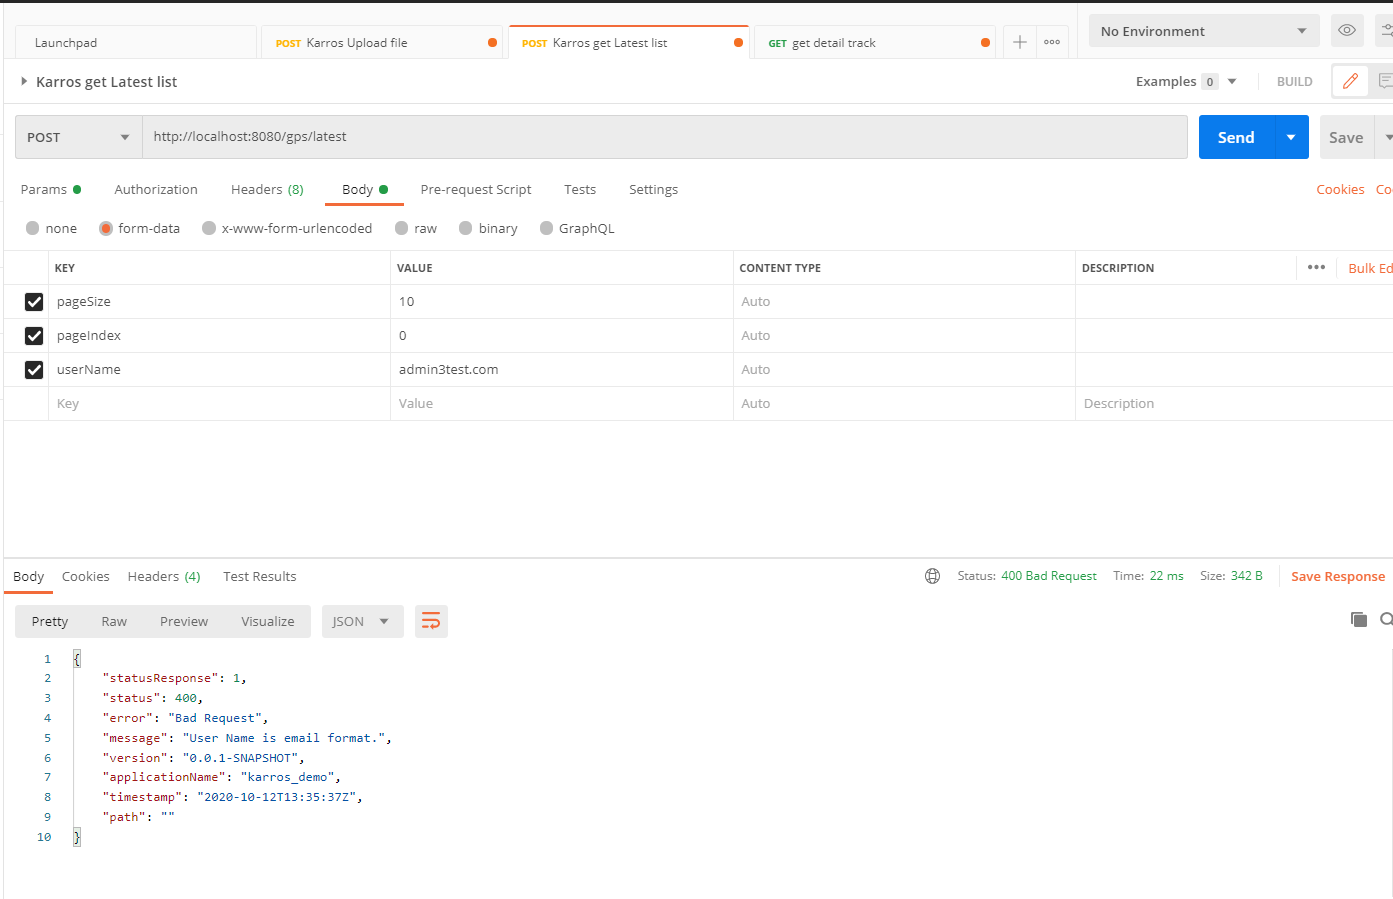 Launchpad
POST Karros Upload file
POST Karros get Latest list
GET get detail track
No Environment
Karros get Latest list
Examples 0
BUILD
POST
http://localhost:8080/gps/latest
Send
Save
Params
Authorization
Headers (8)
Body
Pre-request Script
Tests
Settings
Cookies
Co
none
form-data
x-www-form-urlencoded
raw
binary
GraphQL
KEY
VALUE
CONTENT TYPE
DESCRIPTION
Bulk Ed
pageSize
10
Auto
pageIndex
0
Auto
userName
admin3test.com
Auto
Key
Value
Auto
Description
Body
Cookies
Headers (4)
Test Results
Status: 400 Bad Request
Time: 22 ms
Size: 342 B
Save Response
Pretty
Raw
Preview
Visualize
JSON
1 {
2 "statusResponse": 1,
3 "status": 400,
4 "error": "Bad Request",
5 "message": "User Name is email format.",
6 "version": "0.0.1-SNAPSHOT",
7 "applicationName": "karros_demo",
8 "timestamp": "2020-10-12T13:35:37Z",
9 "path": ""
10 }